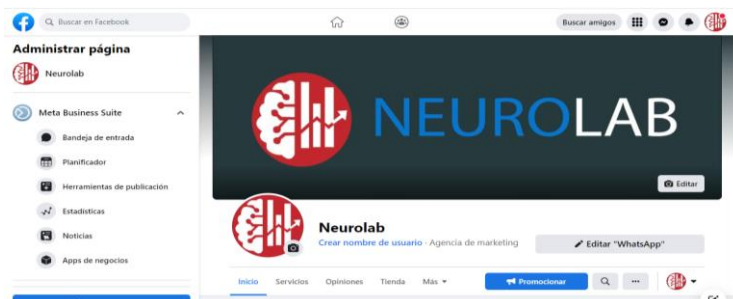 Buscar en Facebook
Buscar amigos
Administrar página
Neurolab
Meta Business Suite
Bandeja de entrada
Planificador
Herramientas de publicación
Estadísticas
Noticias
Apps de negocios
NEUROLAB
Editar
Neurolab
Crear nombre de usuario · Agencia de marketing
Editar "WhatsApp"
Inicio Servicios Opiniones Tienda Más
Promocionar